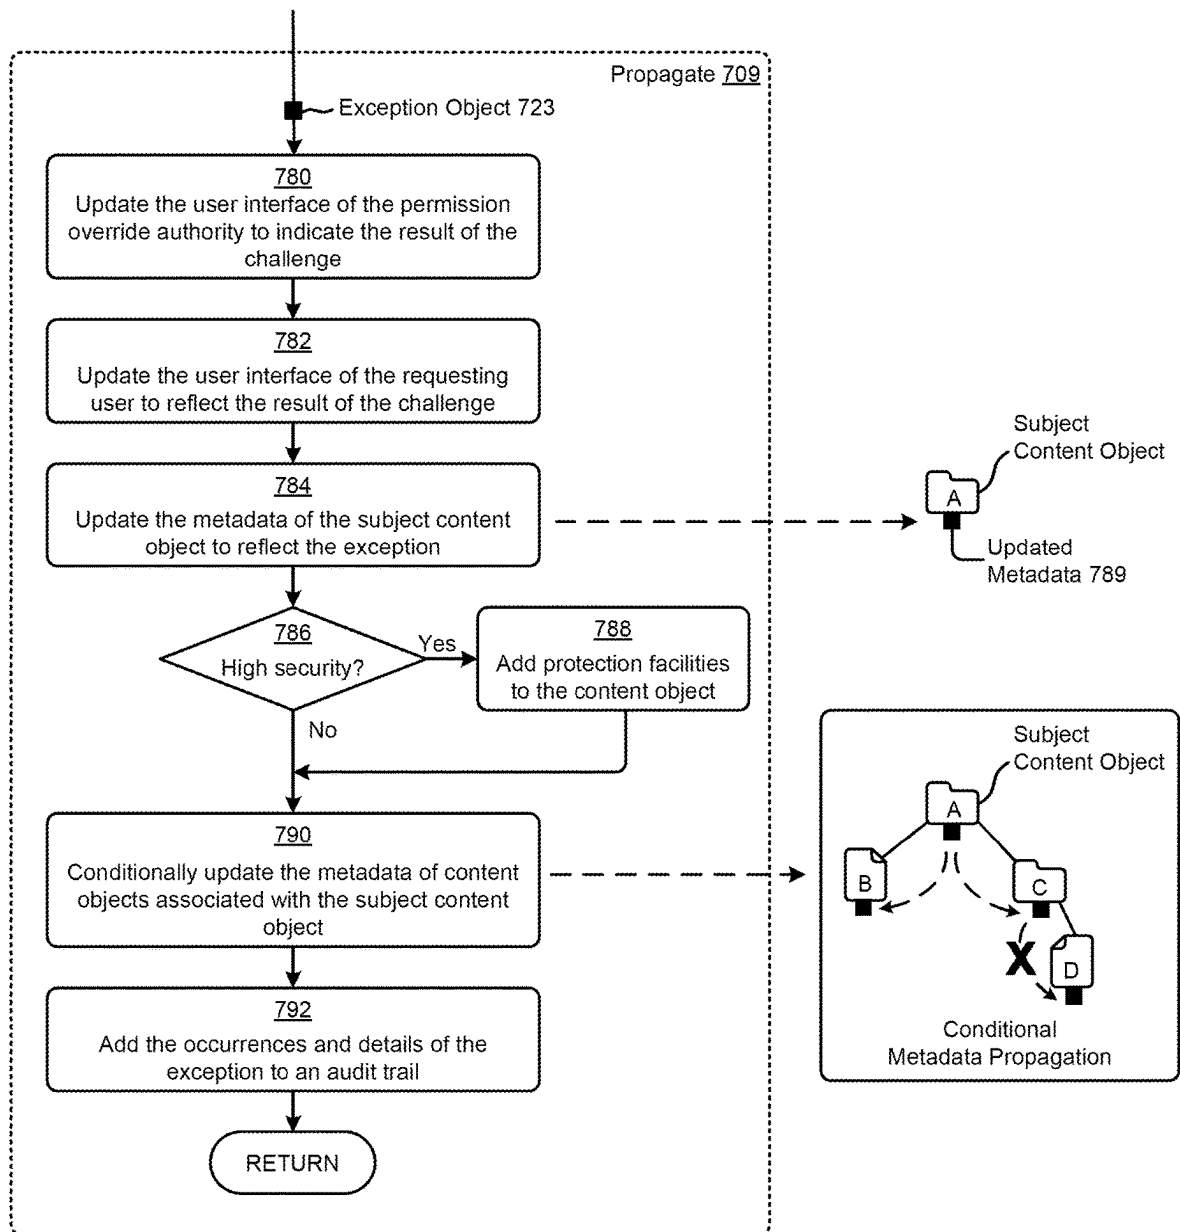 Propagate 709
Exception Object 723
780
Update the user interface of the permission
override authority to indicate the result of the
challenge
782
Update the user interface of the requesting
user to reflect the result of the challenge
784
Update the metadata of the subject content
object to reflect the exception
Subject
Content Object
A
Updated
Metadata 789
786
High security?
Yes
No
788
Add protection facilities
to the content object
790
Conditionally update the metadata of content
objects associated with the subject content
object
Subject
Content Object
A
B
C
X
D
Conditional
Metadata Propagation
792
Add the occurrences and details of the
exception to an audit trail
RETURN